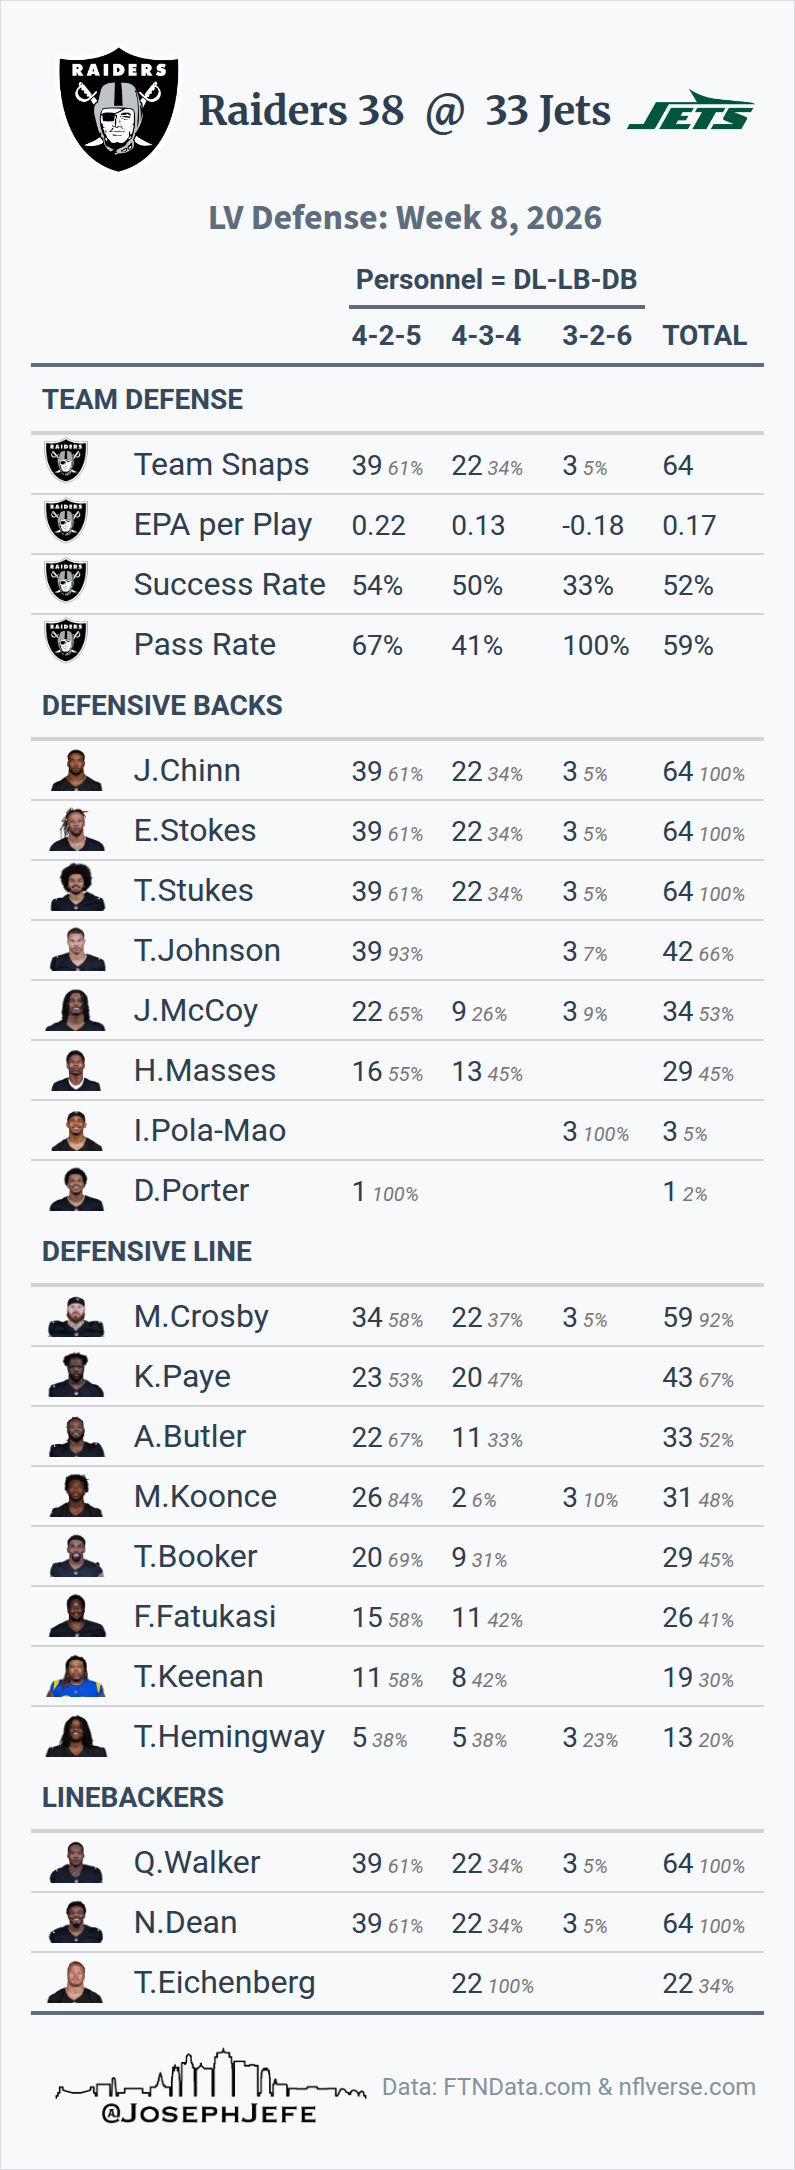 RAIDERS
Raiders 38 @ 33 Jets
JETS
LV Defense: Week 8, 2026
Personnel = DL-LB-DB
4-2-5 4-3-4 3-2-6 TOTAL
TEAM DEFENSE
RAIDERS Team Snaps 39 61% 22 34% 3 5% 64
RAIDERS EPA per Play 0.22 0.13 -0.18 0.17
RAIDERS Success Rate 54% 50% 33% 52%
RAIDERS Pass Rate 67% 41% 100% 59%
DEFENSIVE BACKS
J.Chinn 39 61% 22 34% 3 5% 64 100%
E.Stokes 39 61% 22 34% 3 5% 64 100%
T.Stukes 39 61% 22 34% 3 5% 64 100%
T.Johnson 39 93% 3 7% 42 66%
J.McCoy 22 65% 9 26% 3 9% 34 53%
H.Masses 16 55% 13 45% 29 45%
I.Pola-Mao 3 100% 3 5%
D.Porter 1 100% 1 2%
DEFENSIVE LINE
M.Crosby 34 58% 22 37% 3 5% 59 92%
K.Paye 23 53% 20 47% 43 67%
A.Butler 22 67% 11 33% 33 52%
M.Koonce 26 84% 2 6% 3 10% 31 48%
T.Booker 20 69% 9 31% 29 45%
F.Fatukasi 15 58% 11 42% 26 41%
T.Keenan 11 58% 8 42% 19 30%
T.Hemingway 5 38% 5 38% 3 23% 13 20%
LINEBACKERS
Q.Walker 39 61% 22 34% 3 5% 64 100%
N.Dean 39 61% 22 34% 3 5% 64 100%
T.Eichenberg 22 100% 22 34%
@JOSEPHJEFE
Data: FTNData.com & nflverse.com